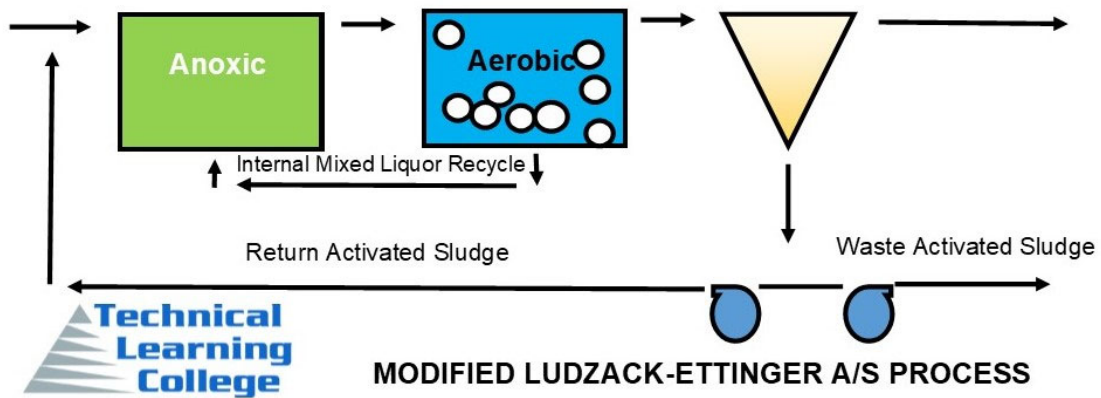 Anoxic
Aerobic
Internal Mixed Liquor Recycle
Return Activated Sludge
Waste Activated Sludge
Technical
Learning
College
MODIFIED LUDZACK-ETTINGER A/S PROCESS